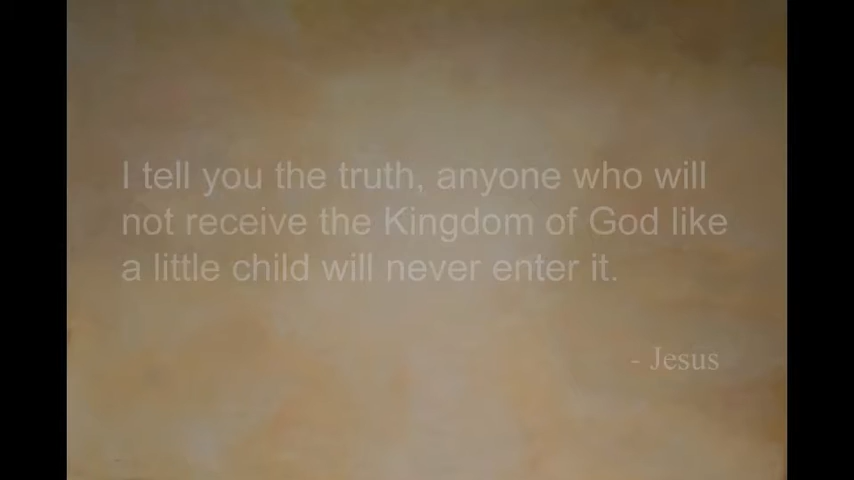 I tell you the truth, anyone who will
not receive the Kingdom of God like
a little child will never enter it.
- Jesus